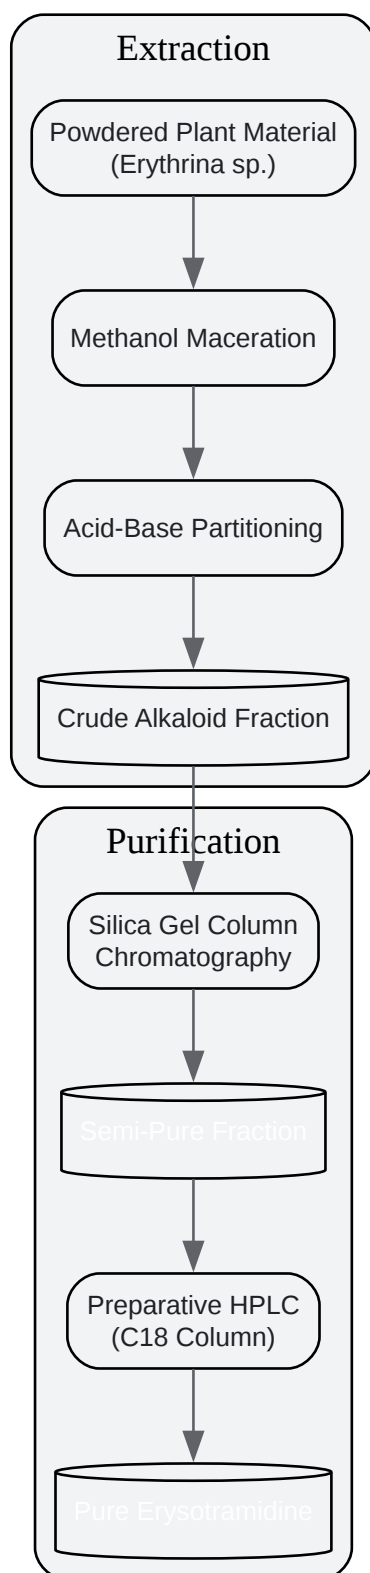 Extraction
Powdered Plant Material
(Erythrina sp.)
Methanol Maceration
Acid-Base Partitioning
Crude Alkaloid Fraction
Purification
Silica Gel Column
Chromatography
Semi-Pure Fraction
Preparative HPLC
(C18 Column)
Pure Erysotramidine